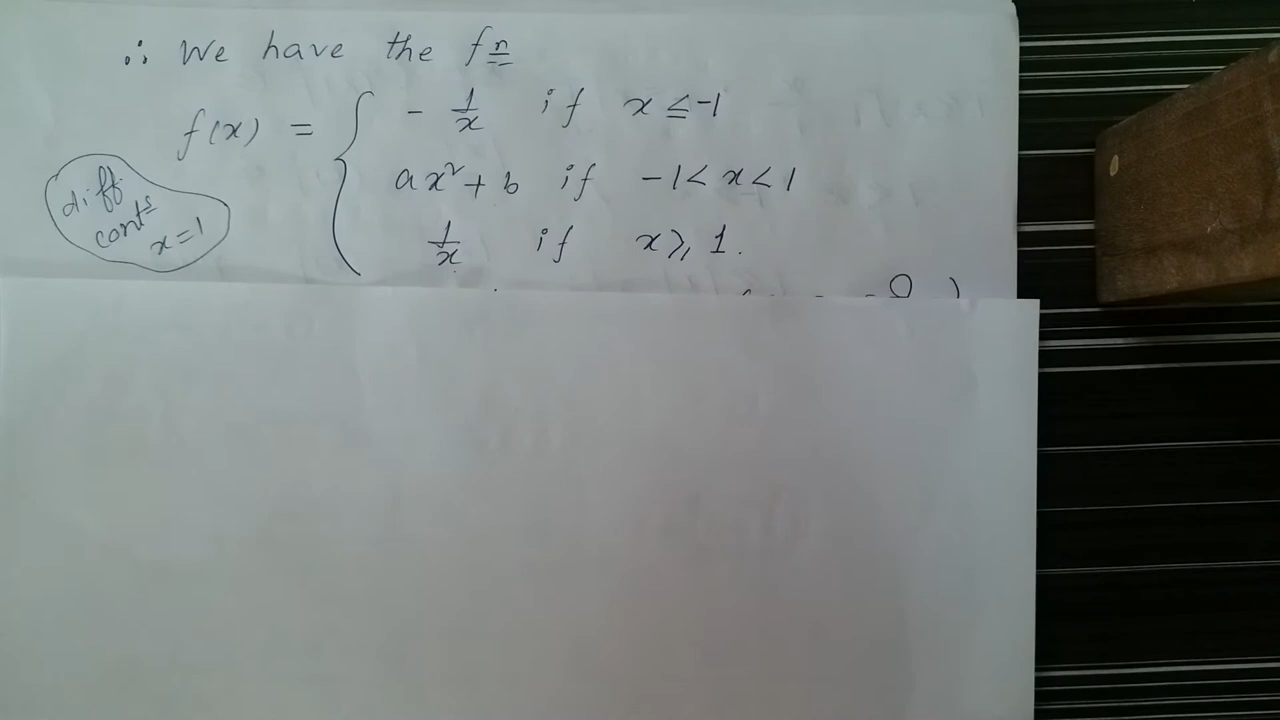 ∴ We have the fn
f(x) = { - 1/x if x ≤ -1
ax² + b if -1 < x < 1
1/x if x ≥ 1.
diff
conts
x=1